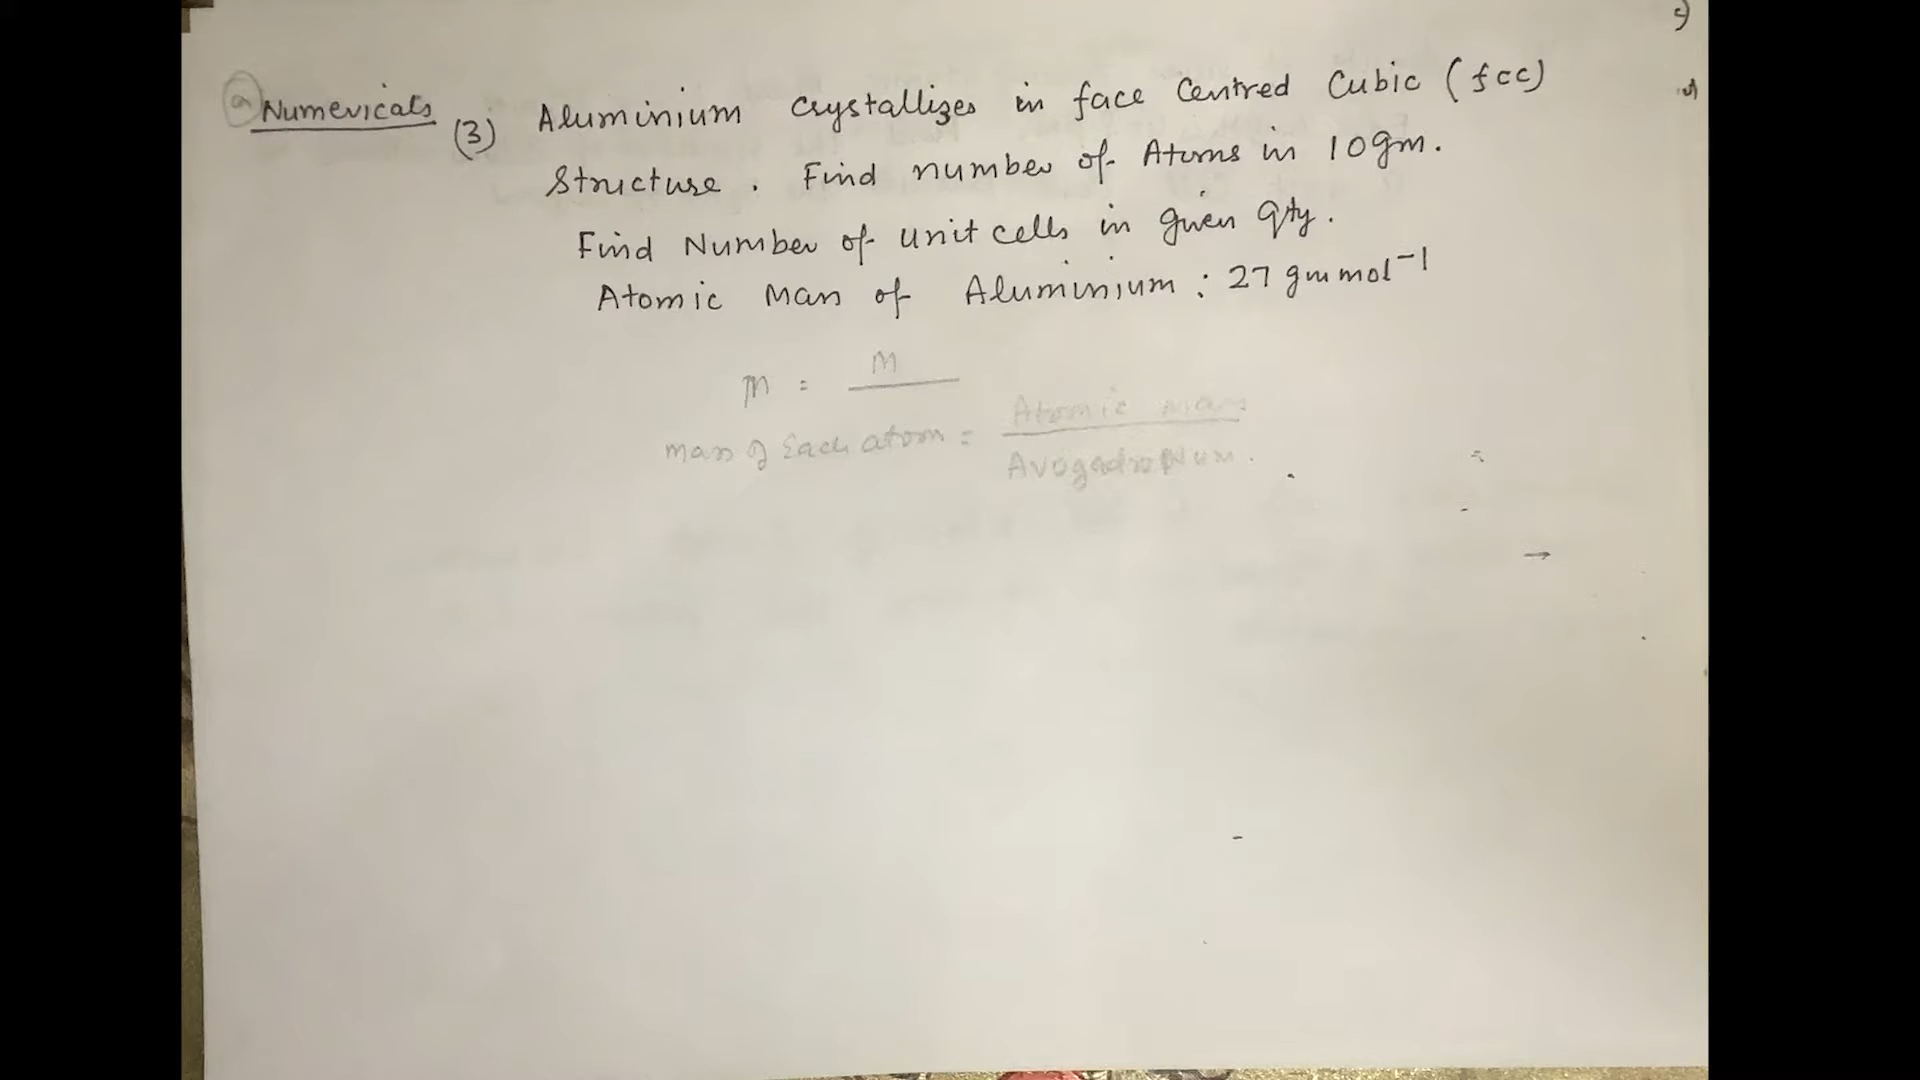 Numericals (3) Aluminium Crystallizes in face Centred Cubic (fcc)
Structure. Find number of Atoms in 10gm.
Find Number of unit cells in given qty.
Atomic Mass of Aluminium : 27 gm mol⁻¹
m = M
mass of Each atom = Atomic mass
Avogadro Num.